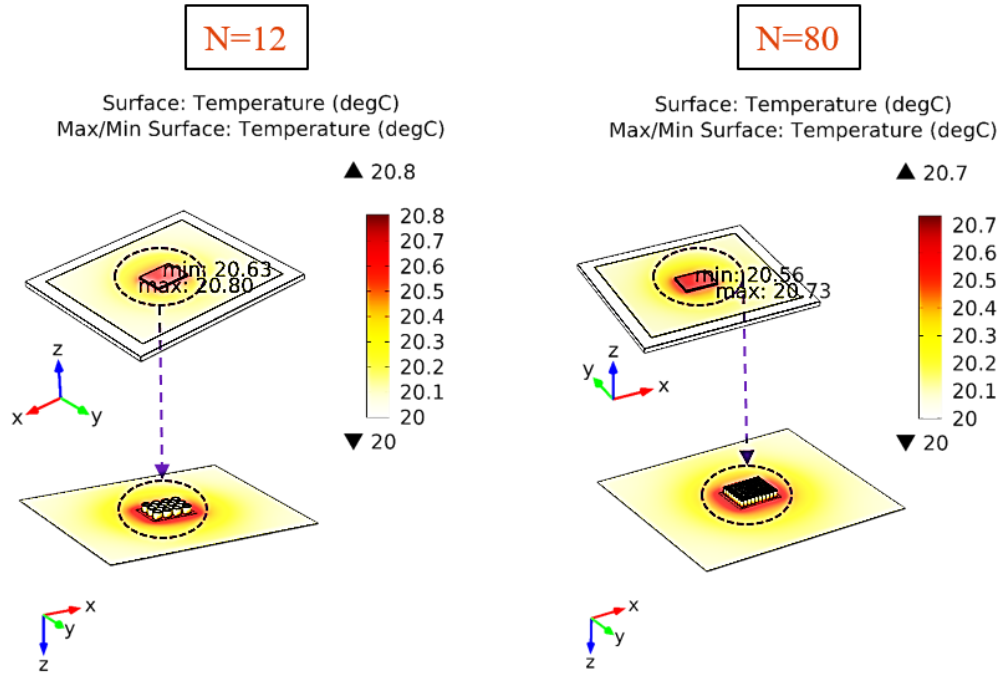 N=12
Surface: Temperature (degC)
Max/Min Surface: Temperature (degC)
▲ 20.8
20.8
20.7
20.6
20.5
20.4
20.3
20.2
20.1
20
▼ 20
min: 20.63
max: 20.80
z
x
y
x
y
z
N=80
Surface: Temperature (degC)
Max/Min Surface: Temperature (degC)
▲ 20.7
20.7
20.6
20.5
20.4
20.3
20.2
20.1
20
▼ 20
min: 20.56
max: 20.73
z
y
x
x
y
z